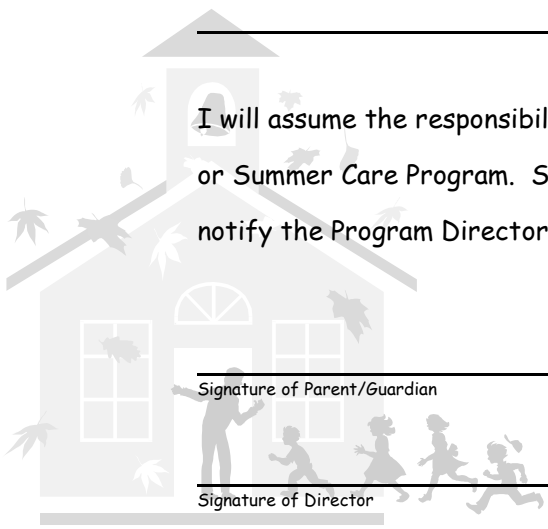 I will assume the responsibil
or Summer Care Program. S
notify the Program Director
Signature of Parent/Guardian
Signature of Director